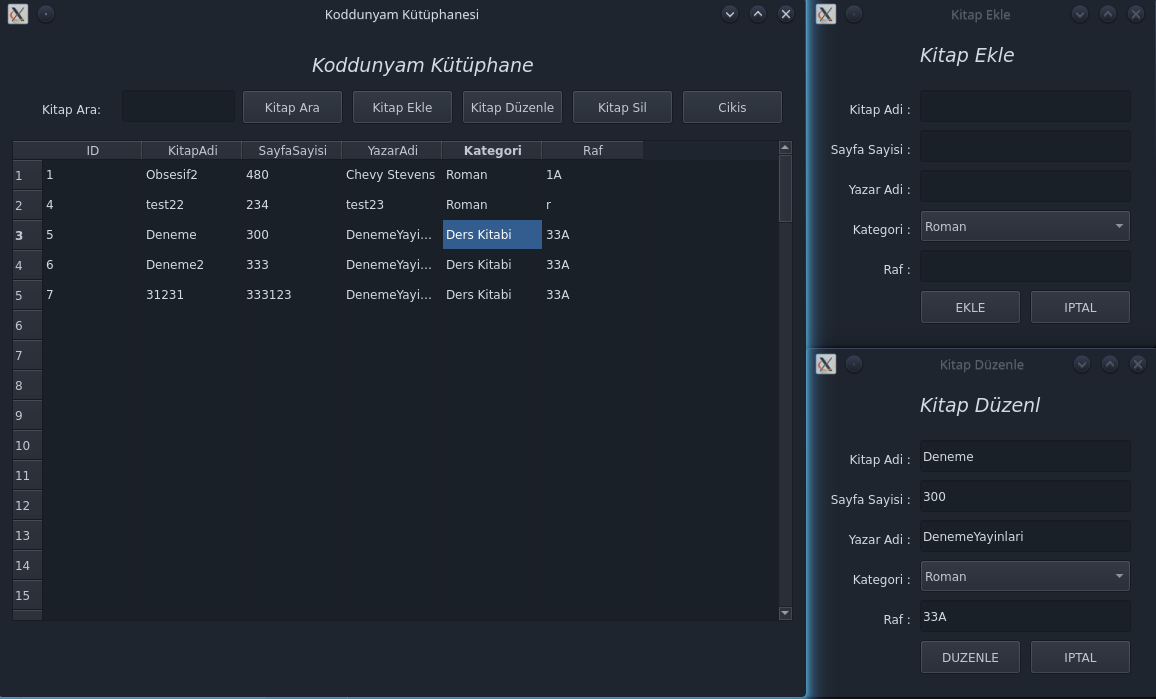 Koddunyam Kütüphanesi
Koddunyam Kütüphane
Kitap Ara: Kitap Ara Kitap Ekle Kitap Düzenle Kitap Sil Cikis
ID KitapAdi SayfaSayisi YazarAdi Kategori Raf
1 1 Obsesif2 480 Chevy Stevens Roman 1A
2 4 test22 234 test23 Roman r
3 5 Deneme 300 DenemeYayi... Ders Kitabi 33A
4 6 Deneme2 333 DenemeYayi... Ders Kitabi 33A
5 7 31231 333123 DenemeYayi... Ders Kitabi 33A
6
7
8
9
10
11
12
13
14
15
Kitap Ekle
Kitap Ekle
Kitap Adi :
Sayfa Sayisi :
Yazar Adi :
Kategori : Roman
Raf :
EKLE IPTAL
Kitap Düzenle
Kitap Düzenl
Kitap Adi : Deneme
Sayfa Sayisi : 300
Yazar Adi : DenemeYayinlari
Kategori : Roman
Raf : 33A
DUZENLE IPTAL